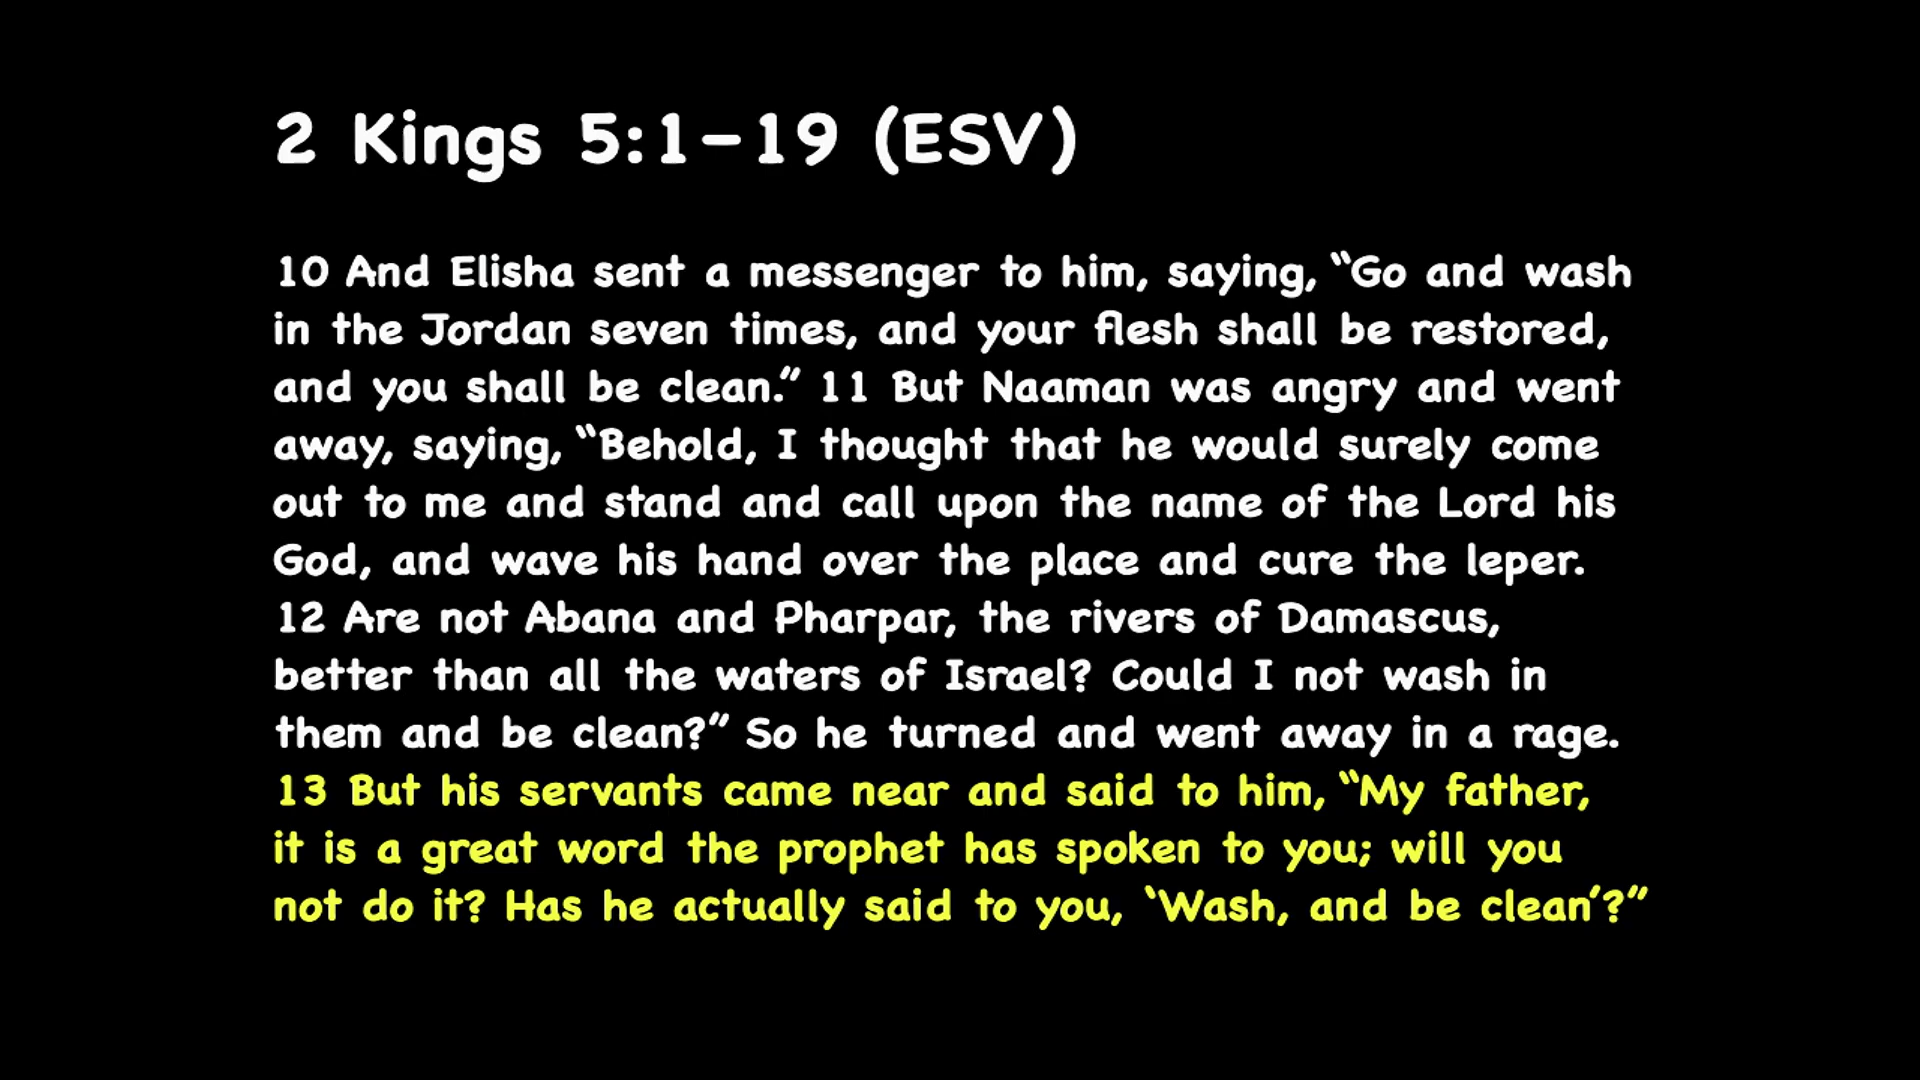 2 Kings 5:1–19 (ESV)
10 And Elisha sent a messenger to him, saying, “Go and wash
in the Jordan seven times, and your flesh shall be restored,
and you shall be clean.” 11 But Naaman was angry and went
away, saying, “Behold, I thought that he would surely come
out to me and stand and call upon the name of the Lord his
God, and wave his hand over the place and cure the leper.
12 Are not Abana and Pharpar, the rivers of Damascus,
better than all the waters of Israel? Could I not wash in
them and be clean?” So he turned and went away in a rage.
13 But his servants came near and said to him, “My father,
it is a great word the prophet has spoken to you; will you
not do it? Has he actually said to you, ‘Wash, and be clean’?”